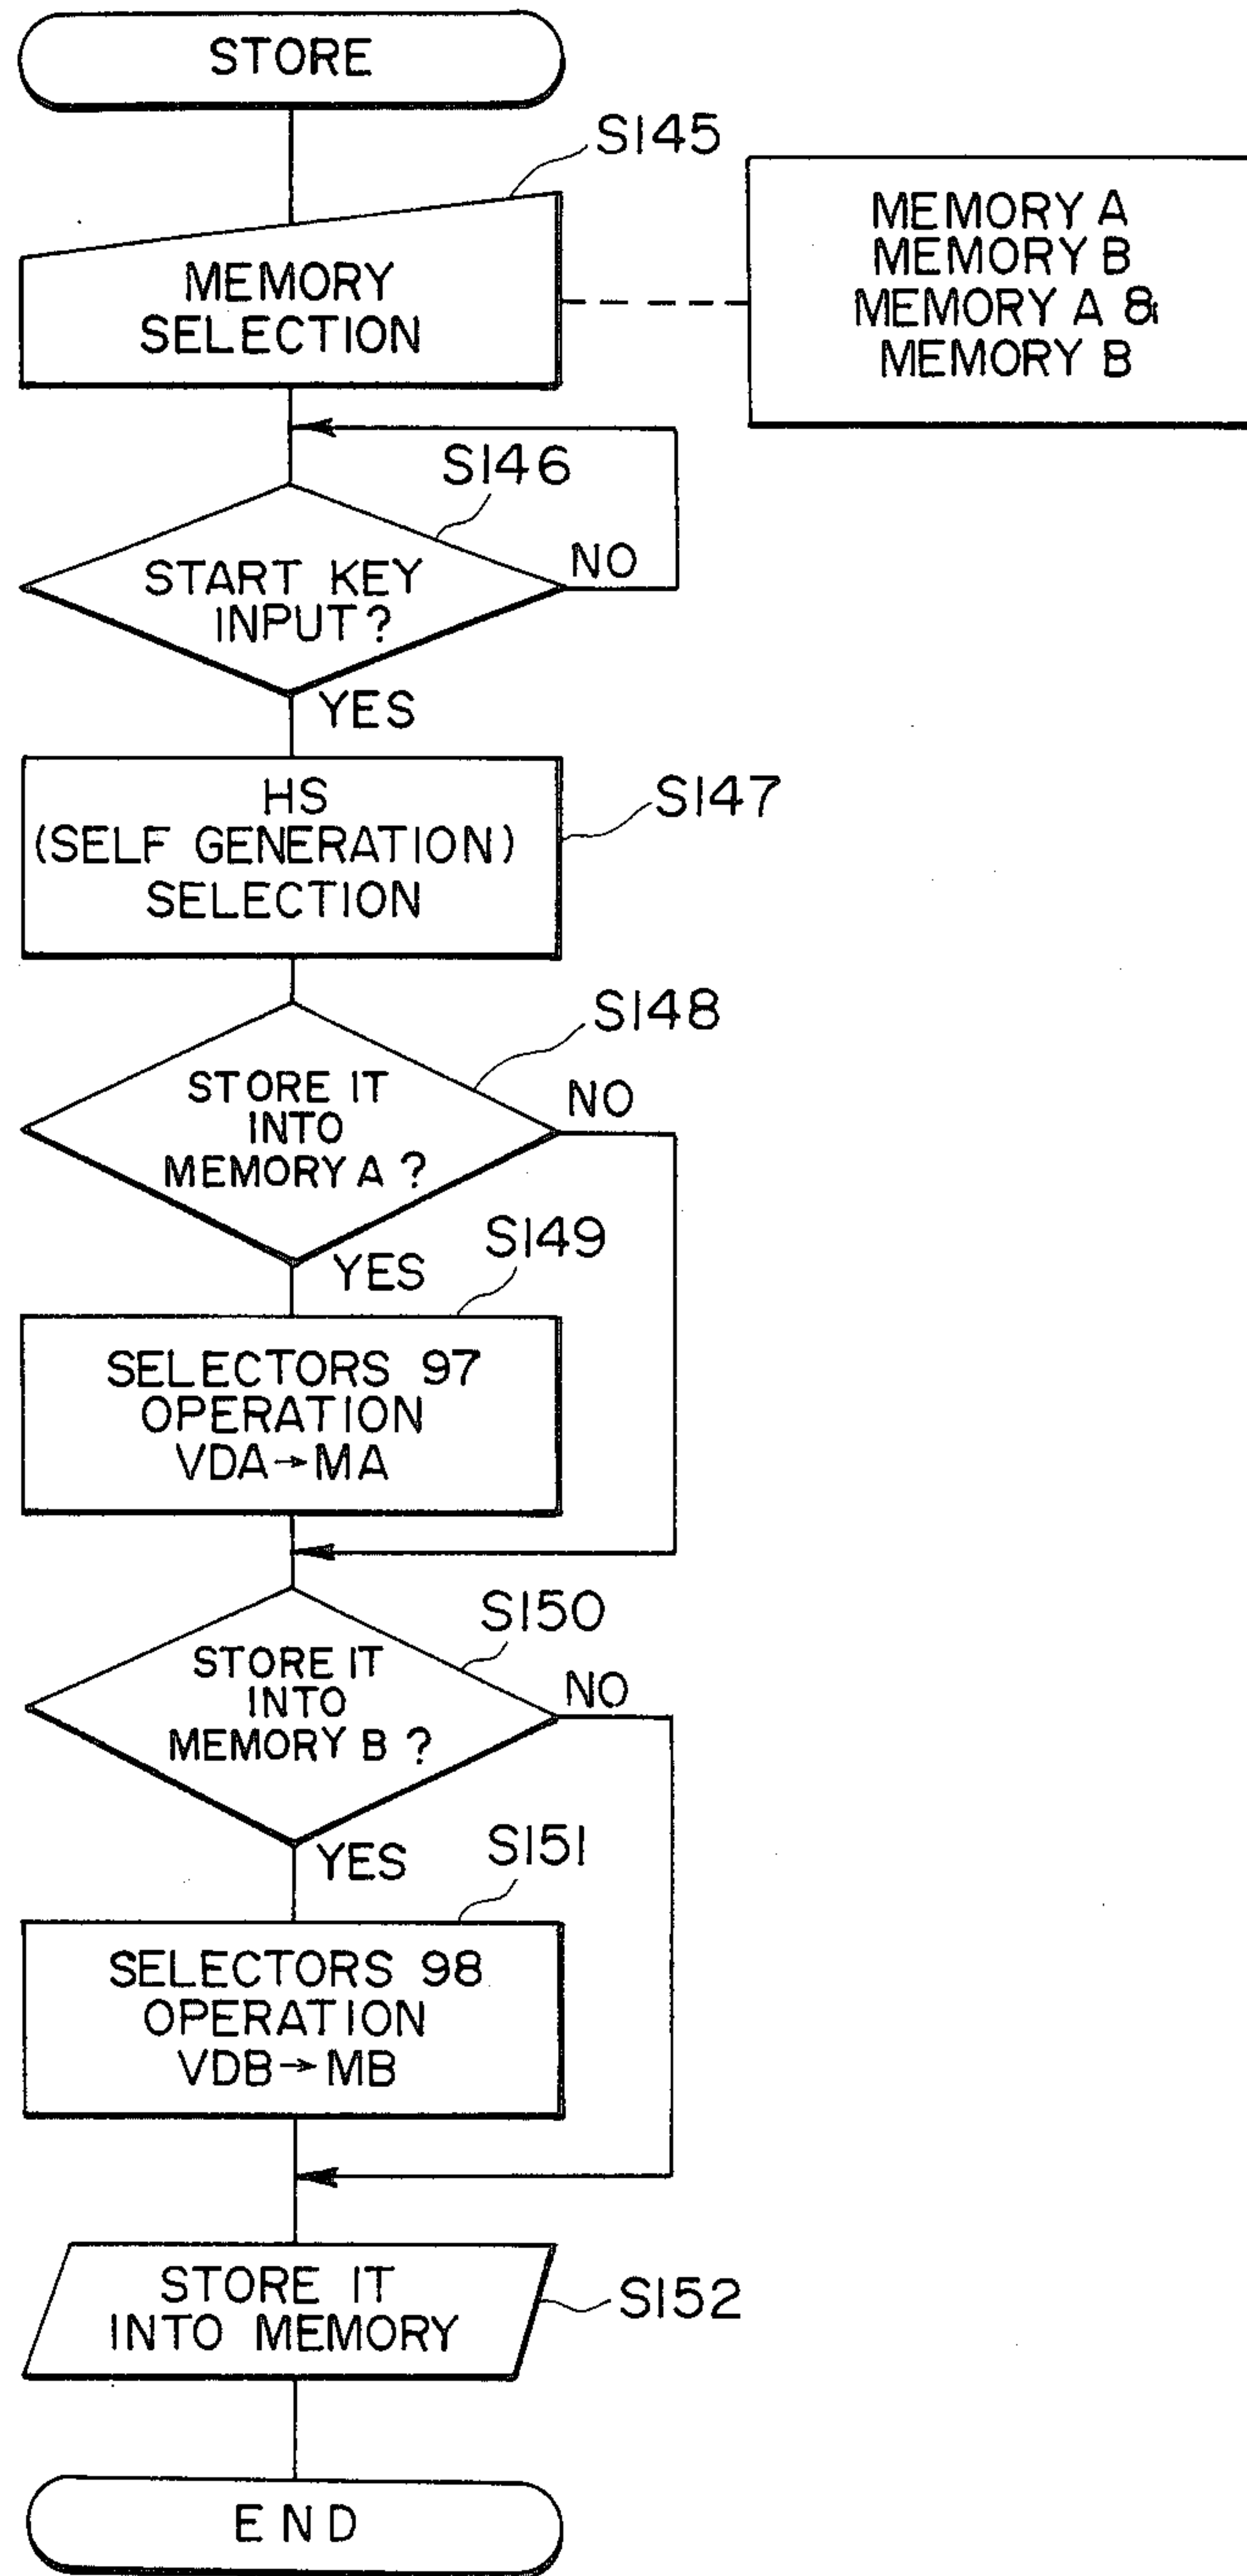 STORE
S145
MEMORY
SELECTION
MEMORY A
MEMORY B
MEMORY A &
MEMORY B
S146
START KEY
INPUT?
NO
YES
HS
(SELF GENERATION)
SELECTION
S147
S148
STORE IT
INTO
MEMORY A ?
NO
YES
S149
SELECTORS 97
OPERATION
VDA→MA
S150
STORE IT
INTO
MEMORY B ?
NO
YES
S151
SELECTORS 98
OPERATION
VDB→MB
STORE IT
INTO MEMORY
S152
END